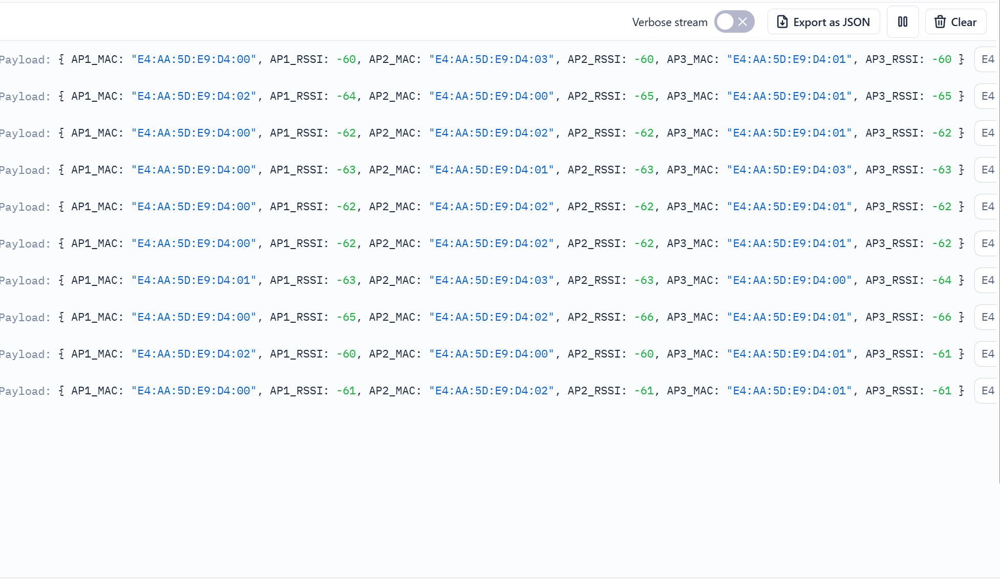 Verbose stream Export as JSON Clear
Payload: { AP1_MAC: "E4:AA:5D:E9:D4:00", AP1_RSSI: -60, AP2_MAC: "E4:AA:5D:E9:D4:03", AP2_RSSI: -60, AP3_MAC: "E4:AA:5D:E9:D4:01", AP3_RSSI: -60 } E4
Payload: { AP1_MAC: "E4:AA:5D:E9:D4:02", AP1_RSSI: -64, AP2_MAC: "E4:AA:5D:E9:D4:00", AP2_RSSI: -65, AP3_MAC: "E4:AA:5D:E9:D4:01", AP3_RSSI: -65 } E4
Payload: { AP1_MAC: "E4:AA:5D:E9:D4:00", AP1_RSSI: -62, AP2_MAC: "E4:AA:5D:E9:D4:02", AP2_RSSI: -62, AP3_MAC: "E4:AA:5D:E9:D4:01", AP3_RSSI: -62 } E4
Payload: { AP1_MAC: "E4:AA:5D:E9:D4:00", AP1_RSSI: -63, AP2_MAC: "E4:AA:5D:E9:D4:01", AP2_RSSI: -63, AP3_MAC: "E4:AA:5D:E9:D4:03", AP3_RSSI: -63 } E4
Payload: { AP1_MAC: "E4:AA:5D:E9:D4:00", AP1_RSSI: -62, AP2_MAC: "E4:AA:5D:E9:D4:02", AP2_RSSI: -62, AP3_MAC: "E4:AA:5D:E9:D4:01", AP3_RSSI: -62 } E4
Payload: { AP1_MAC: "E4:AA:5D:E9:D4:00", AP1_RSSI: -62, AP2_MAC: "E4:AA:5D:E9:D4:02", AP2_RSSI: -62, AP3_MAC: "E4:AA:5D:E9:D4:01", AP3_RSSI: -62 } E4
Payload: { AP1_MAC: "E4:AA:5D:E9:D4:01", AP1_RSSI: -63, AP2_MAC: "E4:AA:5D:E9:D4:03", AP2_RSSI: -63, AP3_MAC: "E4:AA:5D:E9:D4:00", AP3_RSSI: -64 } E4
Payload: { AP1_MAC: "E4:AA:5D:E9:D4:00", AP1_RSSI: -65, AP2_MAC: "E4:AA:5D:E9:D4:02", AP2_RSSI: -66, AP3_MAC: "E4:AA:5D:E9:D4:01", AP3_RSSI: -66 } E4
Payload: { AP1_MAC: "E4:AA:5D:E9:D4:02", AP1_RSSI: -60, AP2_MAC: "E4:AA:5D:E9:D4:00", AP2_RSSI: -60, AP3_MAC: "E4:AA:5D:E9:D4:01", AP3_RSSI: -61 } E4
Payload: { AP1_MAC: "E4:AA:5D:E9:D4:00", AP1_RSSI: -61, AP2_MAC: "E4:AA:5D:E9:D4:02", AP2_RSSI: -61, AP3_MAC: "E4:AA:5D:E9:D4:01", AP3_RSSI: -61 } E4